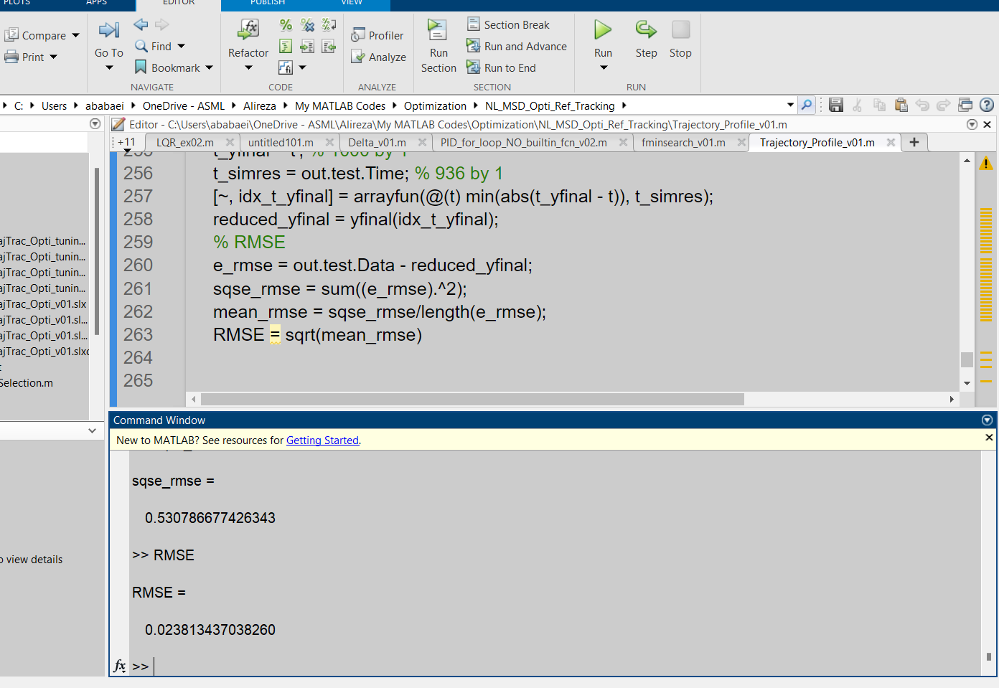 PLOTS APPS EDITOR PUBLISH VIEW
Compare
Print
Go To
Find
Bookmark
NAVIGATE
Refactor
CODE
Profiler
Analyze
ANALYZE
Run
Section
Section Break
Run and Advance
Run to End
SECTION
Run
Step
Stop
RUN
C: Users ababaei OneDrive - ASML Alireza My MATLAB Codes Optimization NL_MSD_Opti_Ref_Tracking
Editor - C:\Users\ababaei\OneDrive - ASML\Alireza\My MATLAB Codes\Optimization\NL_MSD_Opti_Ref_Tracking\Trajectory_Profile_v01.m
+11 LQR_ex02.m untitled101.m Delta_v01.m PID_for_loop_NO_builtin_fcn_v02.m fminsearch_v01.m Trajectory_Profile_v01.m
256 t_simres = out.test.Time; % 936 by 1
257 [~, idx_t_yfinal] = arrayfun(@(t) min(abs(t_yfinal - t)), t_simres);
258 reduced_yfinal = yfinal(idx_t_yfinal);
259 % RMSE
260 e_rmse = out.test.Data - reduced_yfinal;
261 sqse_rmse = sum((e_rmse).^2);
262 mean_rmse = sqse_rmse/length(e_rmse);
263 RMSE = sqrt(mean_rmse)
264
265
ajTrac_Opti_tunin...
ajTrac_Opti_tunin...
ajTrac_Opti_tunin...
ajTrac_Opti_tunin...
ajTrac_Opti_v01.slx
ajTrac_Opti_v01.sl...
ajTrac_Opti_v01.sl...
ajTrac_Opti_v01.slxc
Selection.m
o view details
Command Window
New to MATLAB? See resources for Getting Started.
sqse_rmse =
0.530786677426343
>> RMSE
RMSE =
0.023813437038260
fx >>